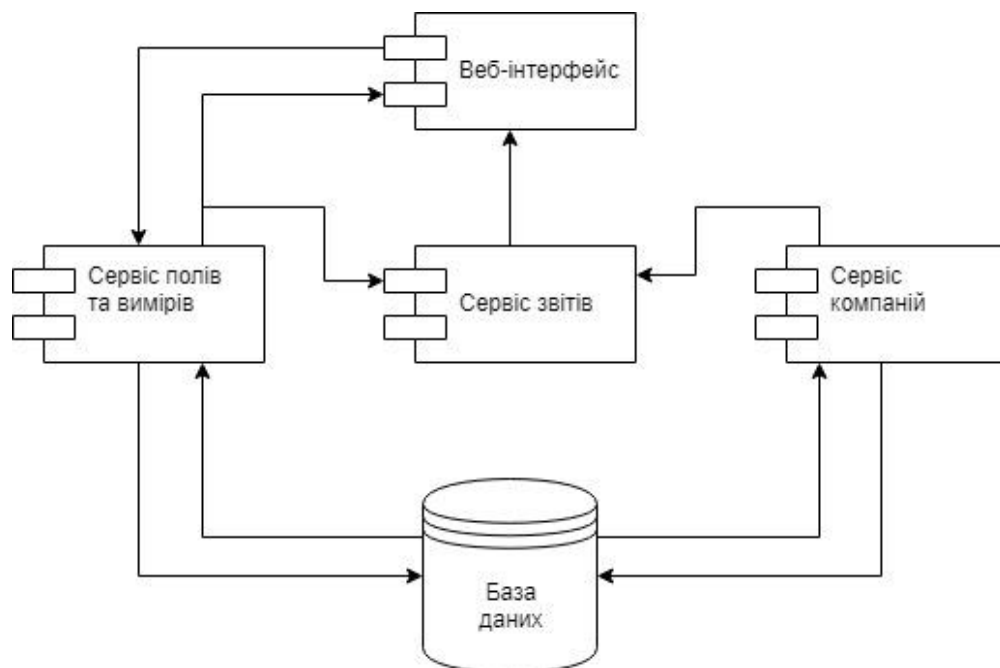 Веб-інтерфейс
Сервіс полів
та вимірів
Сервіс звітів
Сервіс
компаній
База
даних